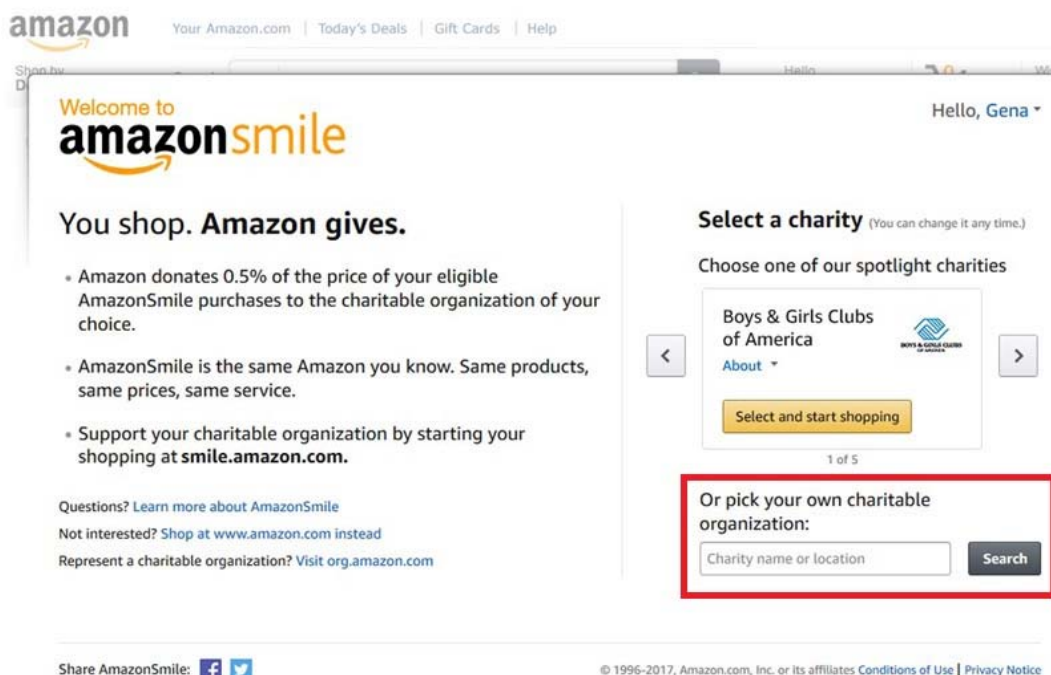 amazon
Your Amazon.com | Today's Deals | Gift Cards | Help
Shop by
Hello
Welcome to
amazonsmile
Hello, Gena
You shop. Amazon gives.
• Amazon donates 0.5% of the price of your eligible
AmazonSmile purchases to the charitable organization of your
choice.
• AmazonSmile is the same Amazon you know. Same products,
same prices, same service.
• Support your charitable organization by starting your
shopping at smile.amazon.com.
Questions? Learn more about AmazonSmile
Not interested? Shop at www.amazon.com instead
Represent a charitable organization? Visit org.amazon.com
Select a charity (You can change it any time.)
Choose one of our spotlight charities
Boys & Girls Clubs
of America
About
BOYS & GIRLS CLUBS
OF AMERICA
<
>
Select and start shopping
1 of 5
Or pick your own charitable
organization:
Charity name or location
Search
Share AmazonSmile:
© 1996-2017, Amazon.com, Inc. or its affiliates Conditions of Use | Privacy Notice